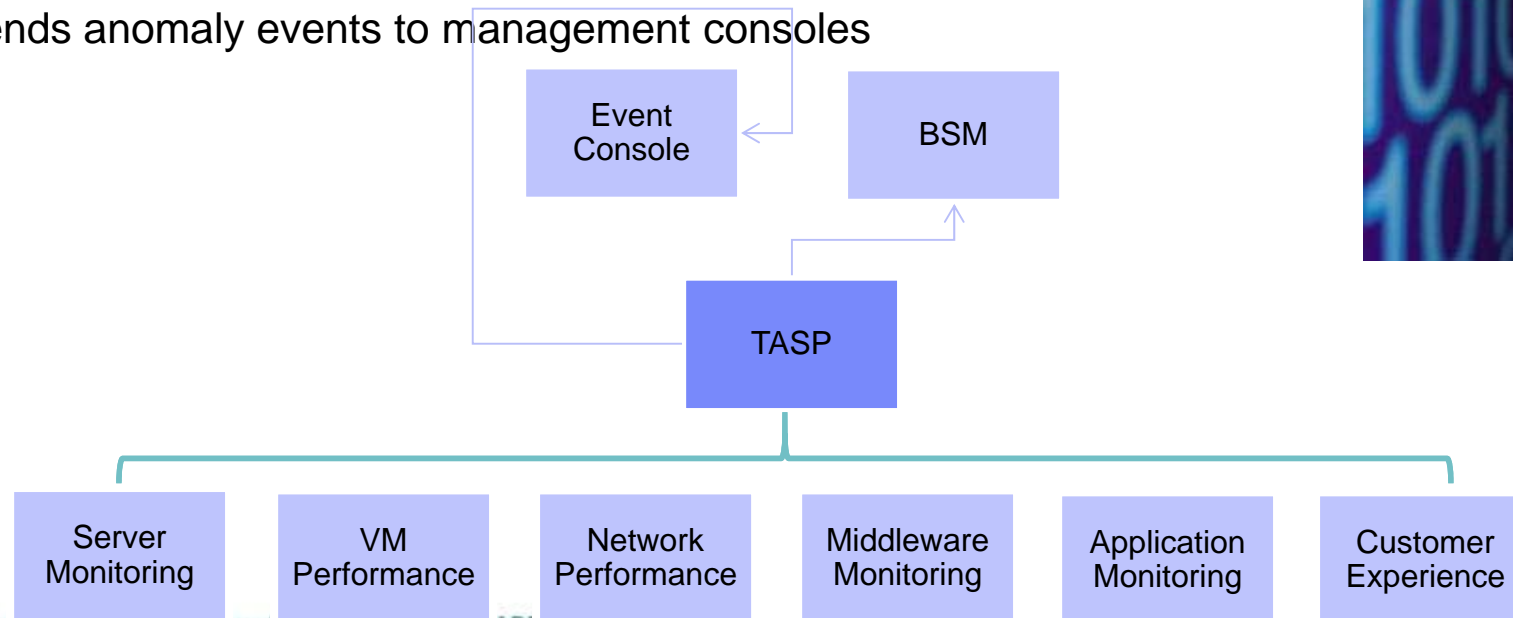 ends anomaly events to management consoles
Event
Console
BSM
TASP
Server
Monitoring
VM
Performance
Network
Performance
Middleware
Monitoring
Application
Monitoring
Customer
Experience